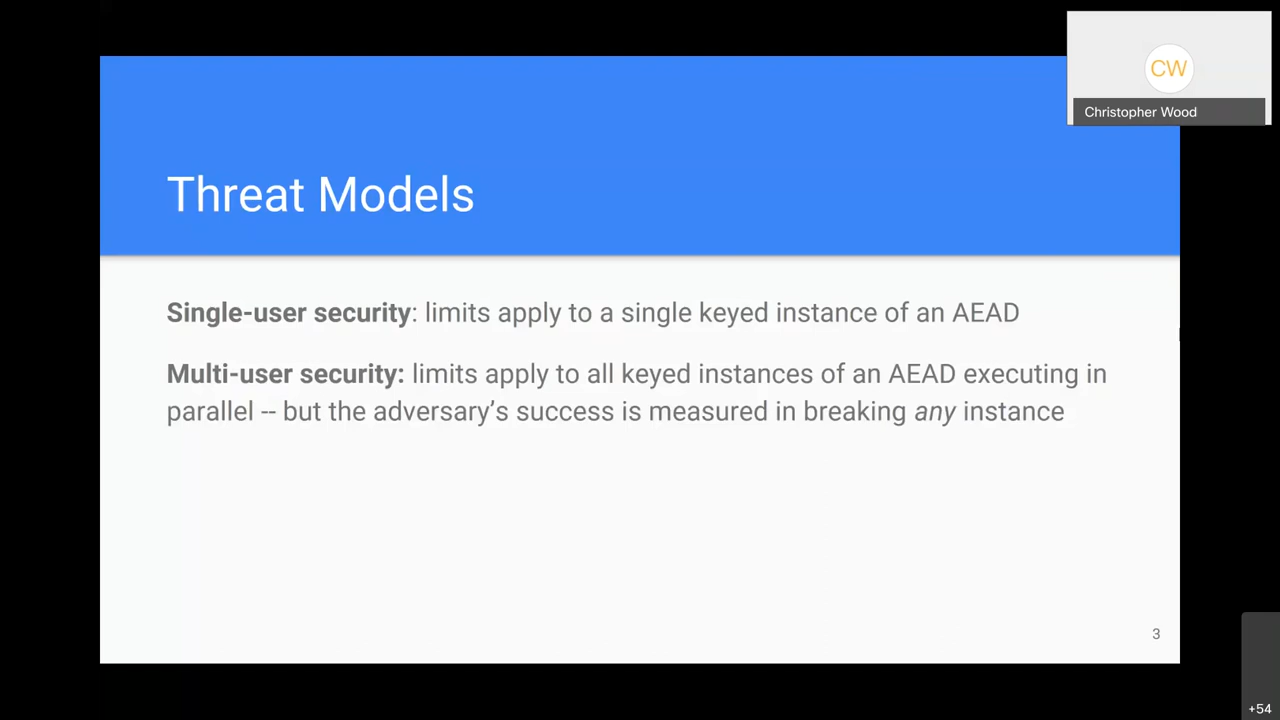 CW
Christopher Wood
Threat Models
Single-user security: limits apply to a single keyed instance of an AEAD
Multi-user security: limits apply to all keyed instances of an AEAD executing in
parallel -- but the adversary’s success is measured in breaking any instance
3
+54